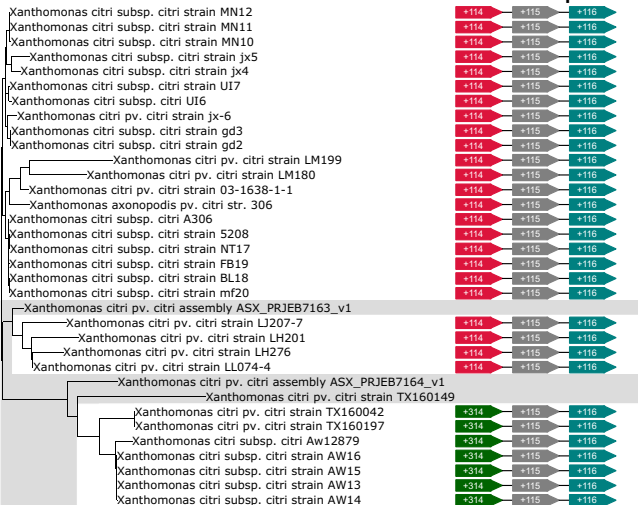 Xanthomonas citri subsp. citri strain MN12 +114 +115 +116
Xanthomonas citri subsp. citri strain MN11 +114 +115 +116
Xanthomonas citri subsp. citri strain MN10 +114 +115 +116
Xanthomonas citri subsp. citri strain jx5 +114 +115 +116
Xanthomonas citri subsp. citri strain jx4 +114 +115 +116
Xanthomonas citri subsp. citri strain UI7 +114 +115 +116
Xanthomonas citri subsp. citri UI6 +114 +115 +116
Xanthomonas citri pv. citri strain jx-6 +114 +115 +116
Xanthomonas citri subsp. citri strain gd3 +114 +115 +116
Xanthomonas citri subsp. citri strain gd2 +114 +115 +116
Xanthomonas citri pv. citri strain LM199 +114 +115 +116
Xanthomonas citri pv. citri strain LM180 +114 +115 +116
Xanthomonas citri pv. citri strain 03-1638-1-1 +114 +115 +116
Xanthomonas axonopodis pv. citri str. 306 +114 +115 +116
Xanthomonas citri subsp. citri A306 +114 +115 +116
Xanthomonas citri subsp. citri strain 5208 +114 +115 +116
Xanthomonas citri subsp. citri strain NT17 +114 +115 +116
Xanthomonas citri subsp. citri strain FB19 +114 +115 +116
Xanthomonas citri subsp. citri strain BL18 +114 +115 +116
Xanthomonas citri subsp. citri strain mf20 +114 +115 +116
Xanthomonas citri pv. citri assembly ASX_PRJEB7163_v1
Xanthomonas citri pv. citri strain LJ207-7 +114 +115 +116
Xanthomonas citri pv. citri strain LH201 +114 +115 +116
Xanthomonas citri pv. citri strain LH276 +114 +115 +116
Xanthomonas citri pv. citri strain LL074-4 +114 +115 +116
Xanthomonas citri pv. citri assembly ASX_PRJEB7164_v1
Xanthomonas citri pv. citri strain TX160149
Xanthomonas citri pv. citri strain TX160042 +314 +115 +116
Xanthomonas citri pv. citri strain TX160197 +314 +115 +116
Xanthomonas citri subsp. citri Aw12879 +314 +115 +116
Xanthomonas citri subsp. citri strain AW16 +314 +115 +116
Xanthomonas citri subsp. citri strain AW15 +314 +115 +116
Xanthomonas citri subsp. citri strain AW13 +314 +115 +116
Xanthomonas citri subsp. citri strain AW14 +314 +115 +116